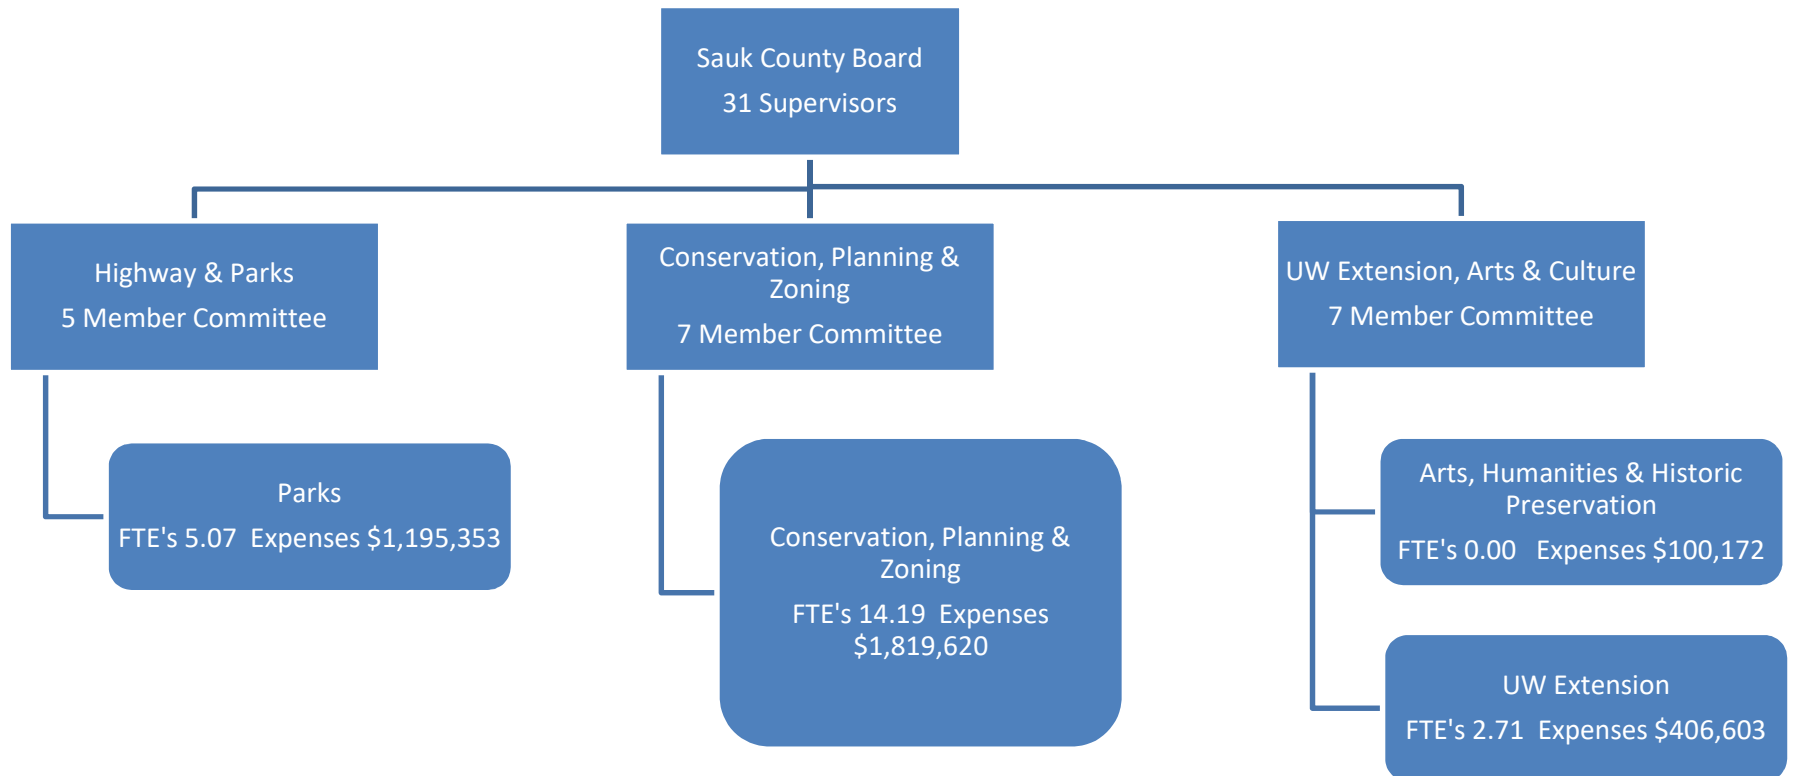 Sauk County Board
31 Supervisors
Highway & Parks
5 Member Committee
Conservation, Planning &
Zoning
7 Member Committee
UW Extension, Arts & Culture
7 Member Committee
Parks
FTE's 5.07  Expenses $1,195,353
Conservation, Planning &
Zoning
FTE's 14.19  Expenses
$1,819,620
Arts, Humanities & Historic
Preservation
FTE's 0.00   Expenses $100,172
UW Extension
FTE's 2.71  Expenses $406,603